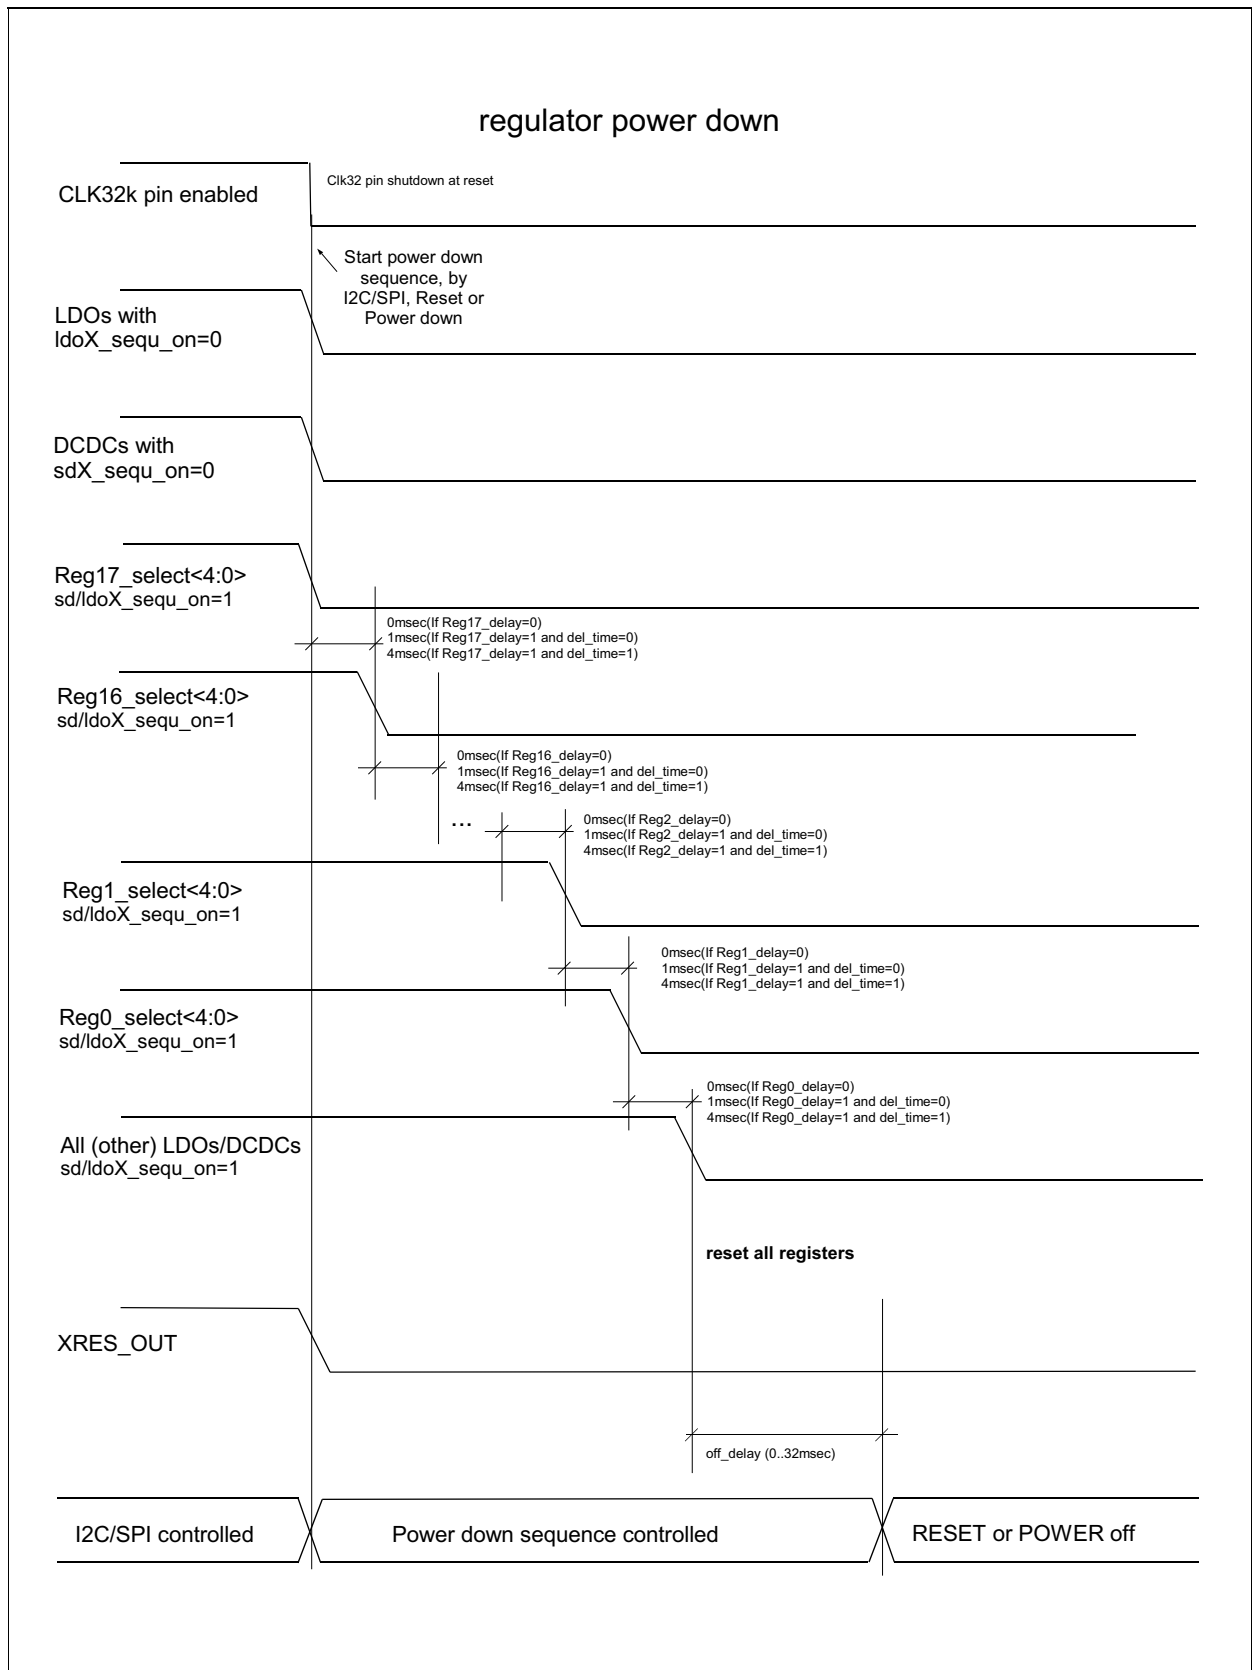 regulator power down
CLK32k pin enabled
Clk32 pin shutdown at reset
Start power down
sequence, by
I2C/SPI, Reset or
Power down
LDOs with
ldoX_sequ_on=0
DCDCs with
sdX_sequ_on=0
Reg17_select<4:0>
sd/ldoX_sequ_on=1
0msec(If Reg17_delay=0)
1msec(If Reg17_delay=1 and del_time=0)
4msec(If Reg17_delay=1 and del_time=1)
Reg16_select<4:0>
sd/ldoX_sequ_on=1
0msec(If Reg16_delay=0)
1msec(If Reg16_delay=1 and del_time=0)
4msec(If Reg16_delay=1 and del_time=1)
...
0msec(If Reg2_delay=0)
1msec(If Reg2_delay=1 and del_time=0)
4msec(If Reg2_delay=1 and del_time=1)
Reg1_select<4:0>
sd/ldoX_sequ_on=1
0msec(If Reg1_delay=0)
1msec(If Reg1_delay=1 and del_time=0)
4msec(If Reg1_delay=1 and del_time=1)
Reg0_select<4:0>
sd/ldoX_sequ_on=1
0msec(If Reg0_delay=0)
1msec(If Reg0_delay=1 and del_time=0)
4msec(If Reg0_delay=1 and del_time=1)
All (other) LDOs/DCDCs
sd/ldoX_sequ_on=1
reset all registers
XRES_OUT
off_delay (0..32msec)
I2C/SPI controlled
Power down sequence controlled
RESET or POWER off